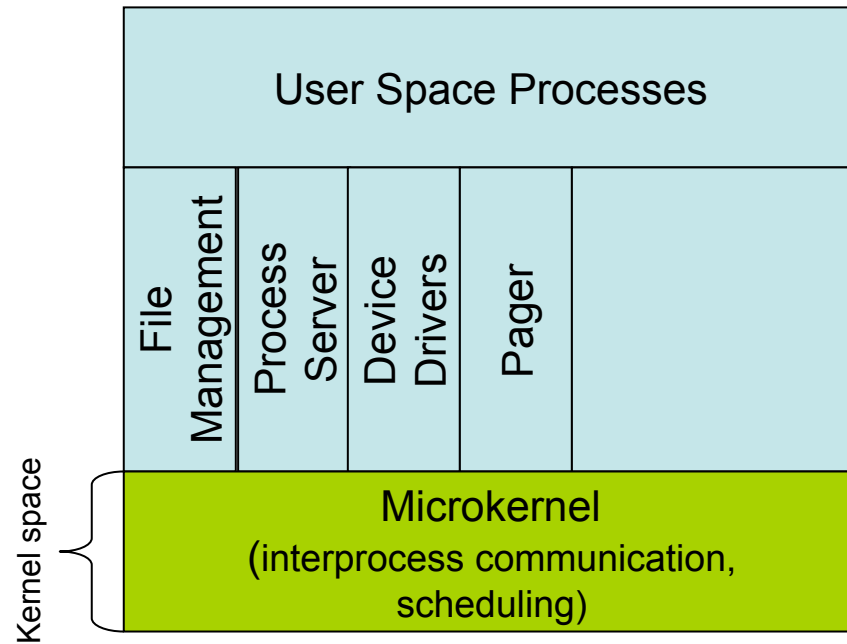 User Space Processes
File
Management
Process
Server
Device
Drivers
Pager
Kernel space
Microkernel
(interprocess communication,
scheduling)